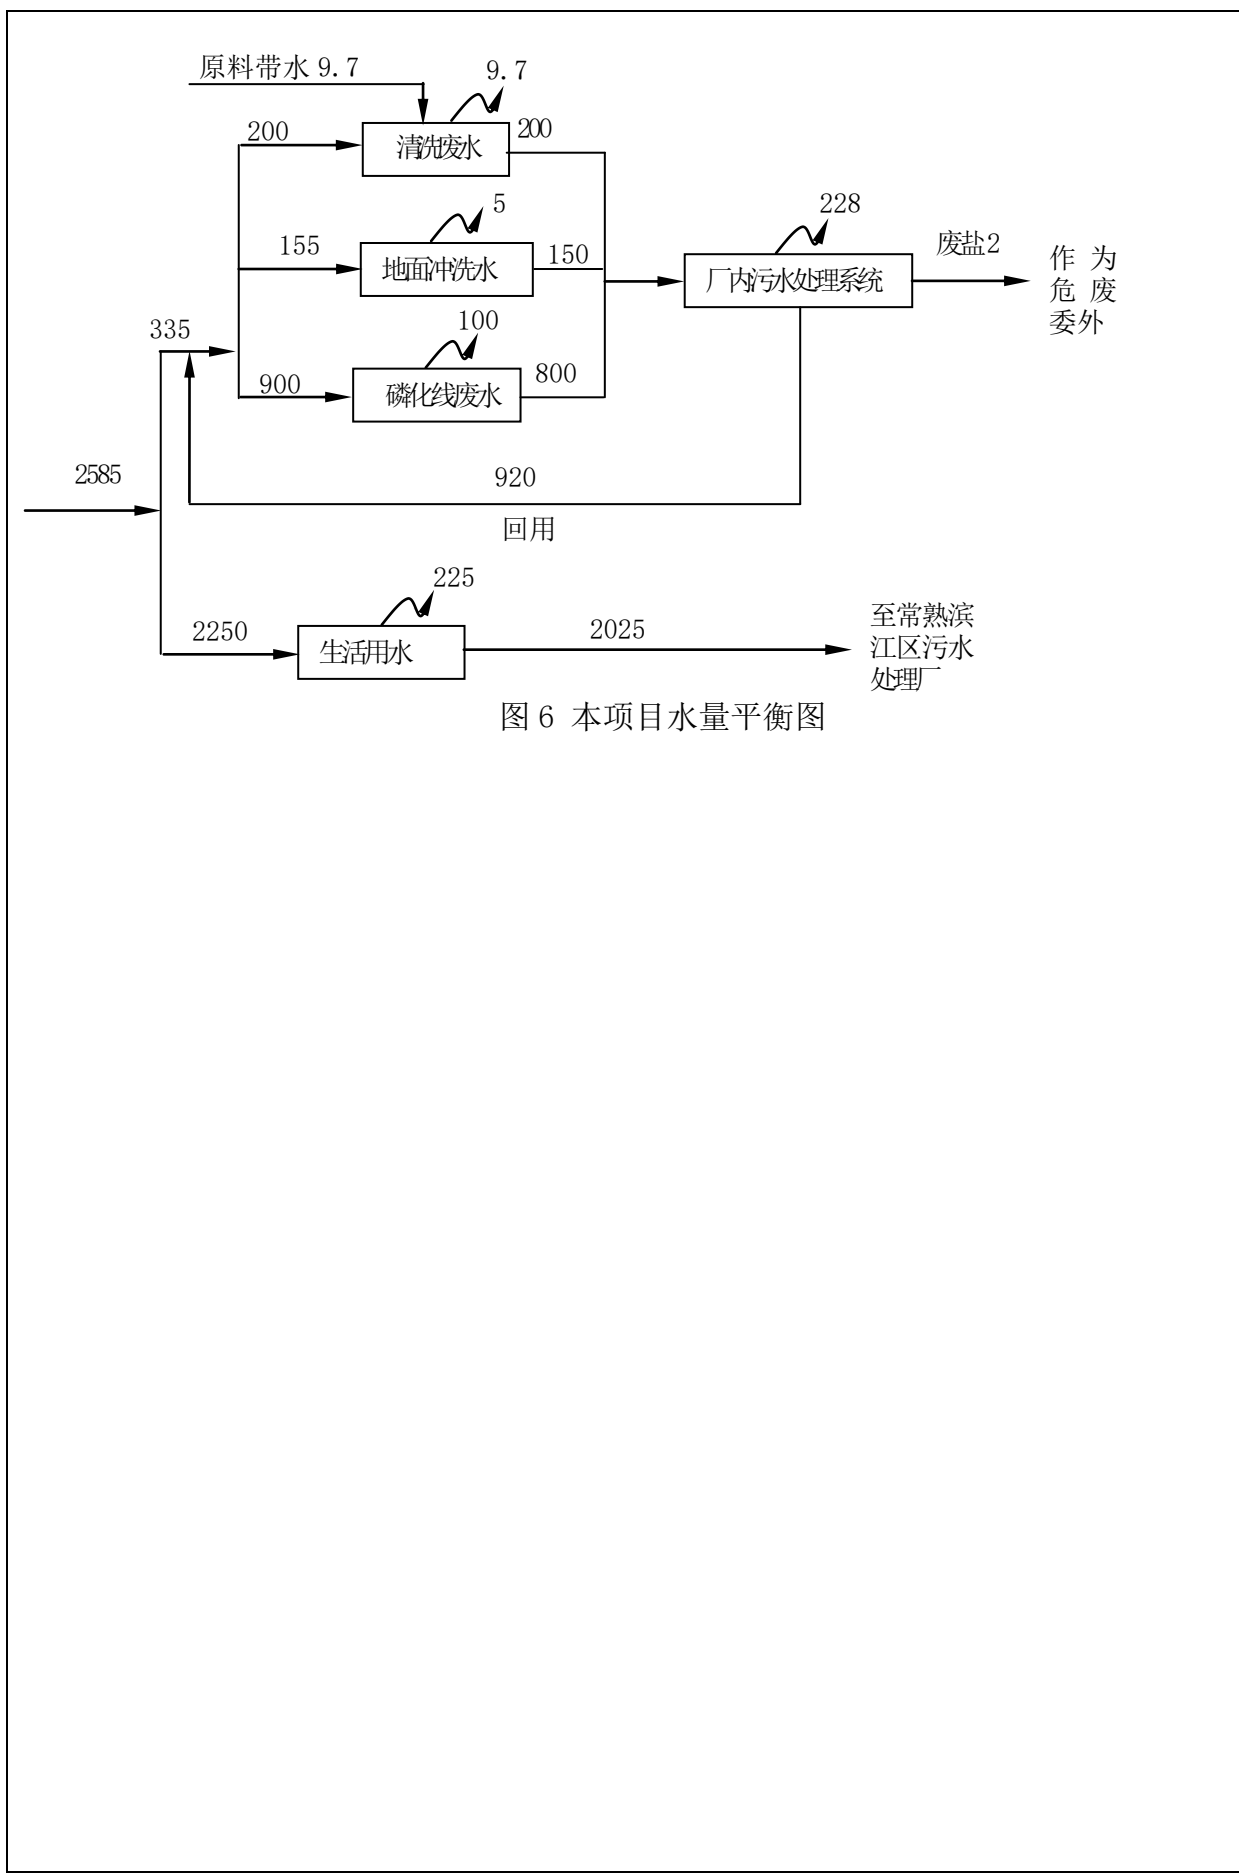 原料带水 9.7
9.7
200
清洗废水
200
5
155
地面冲洗水
150
228
厂内污水处理系统
废盐2
作 为
危 废
委外
335
100
900
磷化线废水
800
2585
920
回用
225
2250
生活用水
2025
至常熟滨
江区污水
处理厂
图 6 本项目水量平衡图